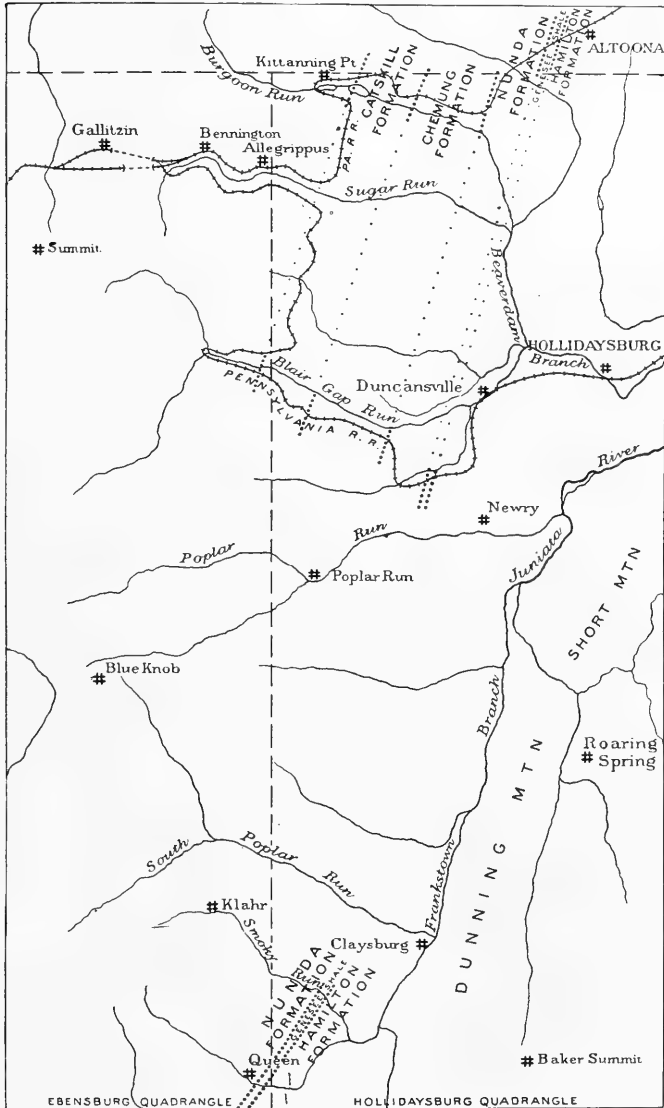 Burgoon Run
Kittanning Pt
PA. R. R.
CATSKILL
FORMATION
CHEMUNG
FORMATION
NUNDA
FORMATION
HAMILTON
FORMATION
ALTOONA
Gallitzin
Bennington
Allegrippus
Sugar Run
Summit
Beaverdam
Branch
HOLLIDAYSBURG
Duncansville
Blair Gap Run
PENNSYLVANIA R. R.
Newry
Juniata
River
Poplar
Run
Poplar Run
SHORT MTN
Blue Knob
Roaring
Spring
Frankstown
Branch
DUNNING MTN
South
Poplar
Run
Klahr
Smoky
Run
Claysburg
NUNDA
FORMATION
HAMILTON
FORMATION
Queen
Baker Summit
EBENSBURG QUADRANGLE
HOLLIDAYSBURG QUADRANGLE